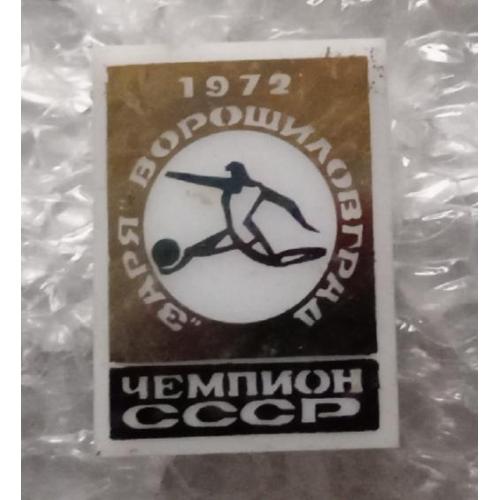 1972
„ЗАРЯ" ВОРОШИЛОВГРАД
ЧЕМПИОН
СССР